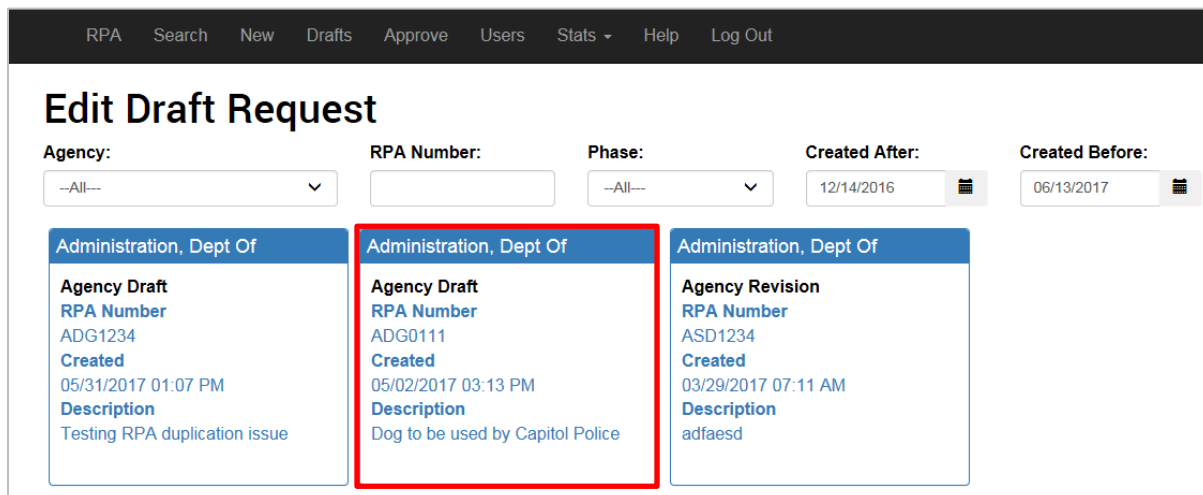 RPA Search New Drafts Approve Users Stats Help Log Out
Edit Draft Request
Agency: RPA Number: Phase: Created After: Created Before:
--All--- --All--- 12/14/2016 06/13/2017
Administration, Dept Of
Agency Draft
RPA Number
ADG1234
Created
05/31/2017 01:07 PM
Description
Testing RPA duplication issue
Administration, Dept Of
Agency Draft
RPA Number
ADG0111
Created
05/02/2017 03:13 PM
Description
Dog to be used by Capitol Police
Administration, Dept Of
Agency Revision
RPA Number
ASD1234
Created
03/29/2017 07:11 AM
Description
adfaesd